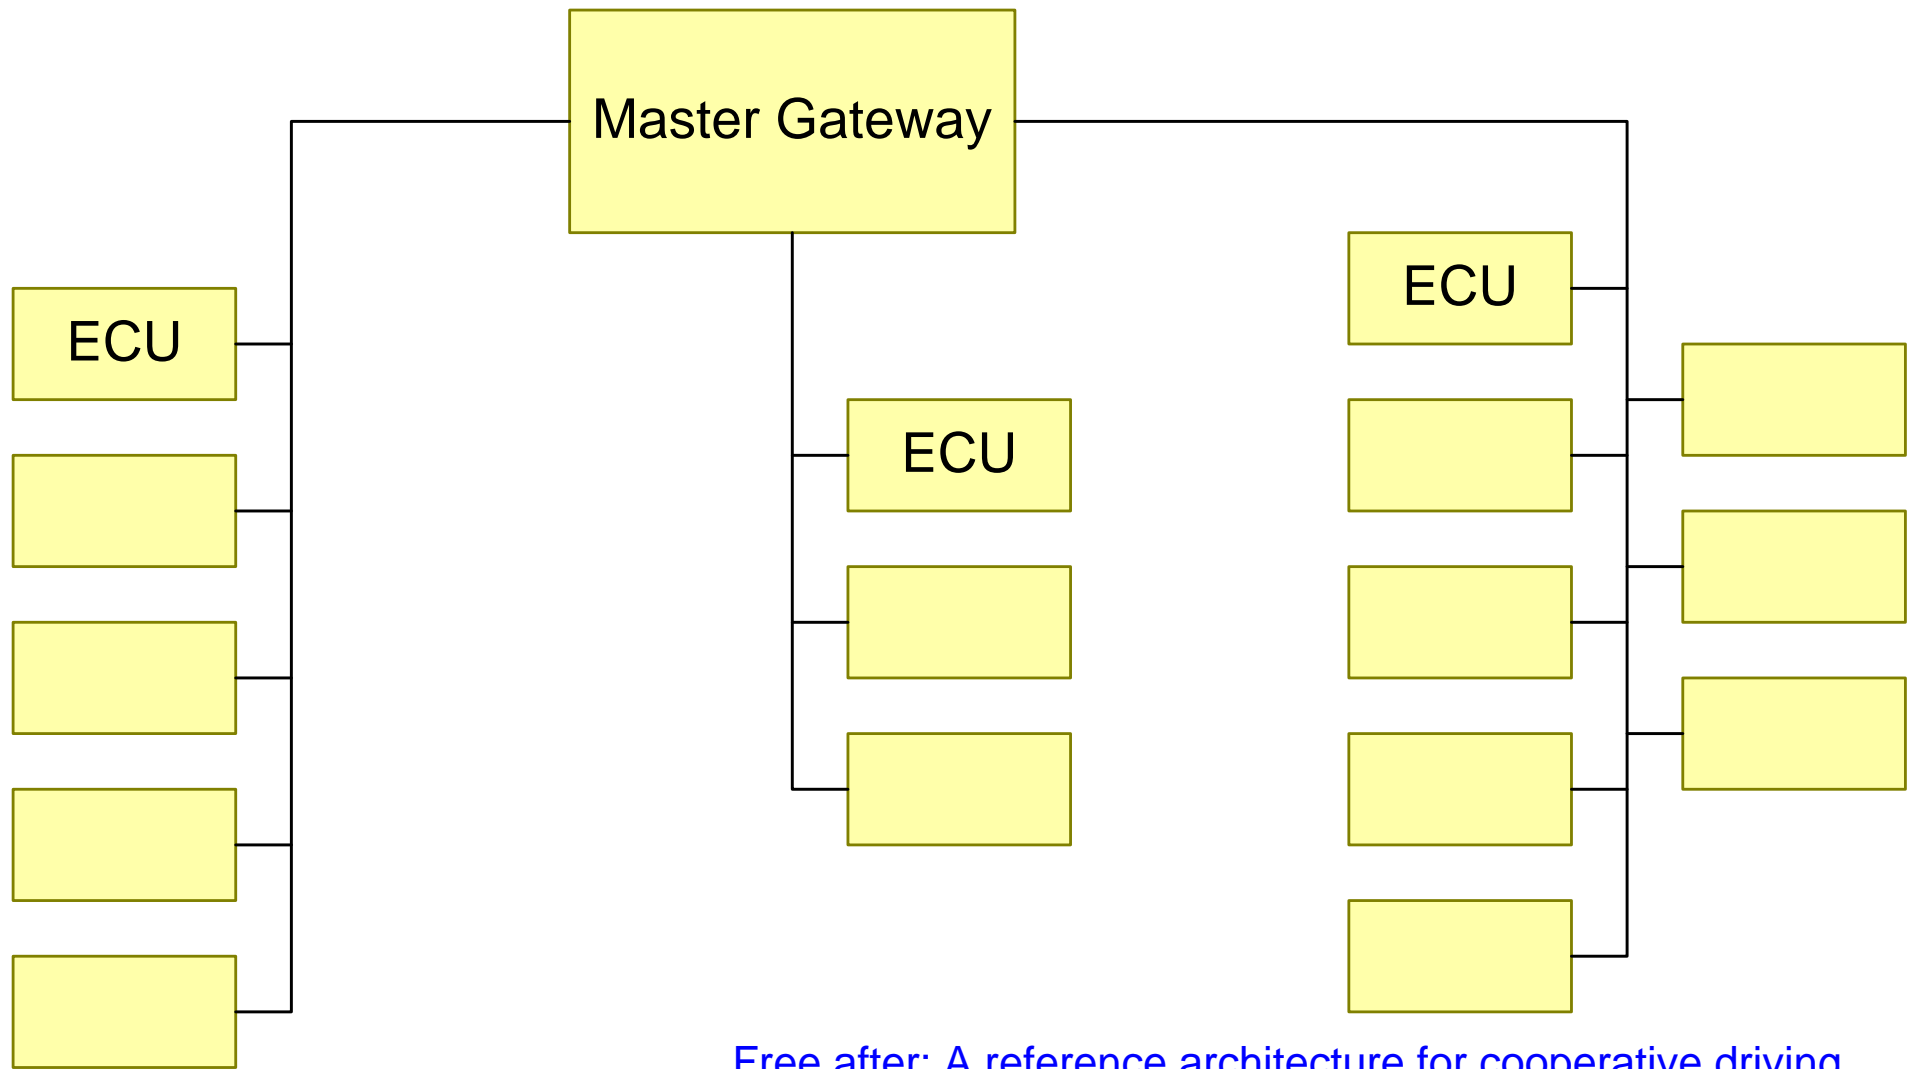 Master Gateway
ECU
ECU
ECU
Free after: A reference architecture for cooperative driving